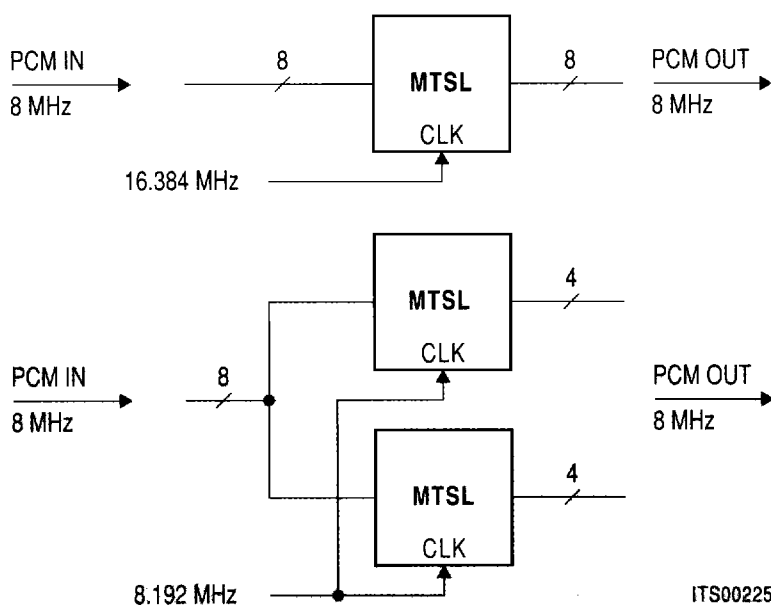 PCM IN
8 MHz
8
MTSL
CLK
8
PCM OUT
8 MHz
16.384 MHz
MTSL
CLK
4
PCM IN
8 MHz
8
PCM OUT
8 MHz
MTSL
CLK
4
8.192 MHz
ITS00225